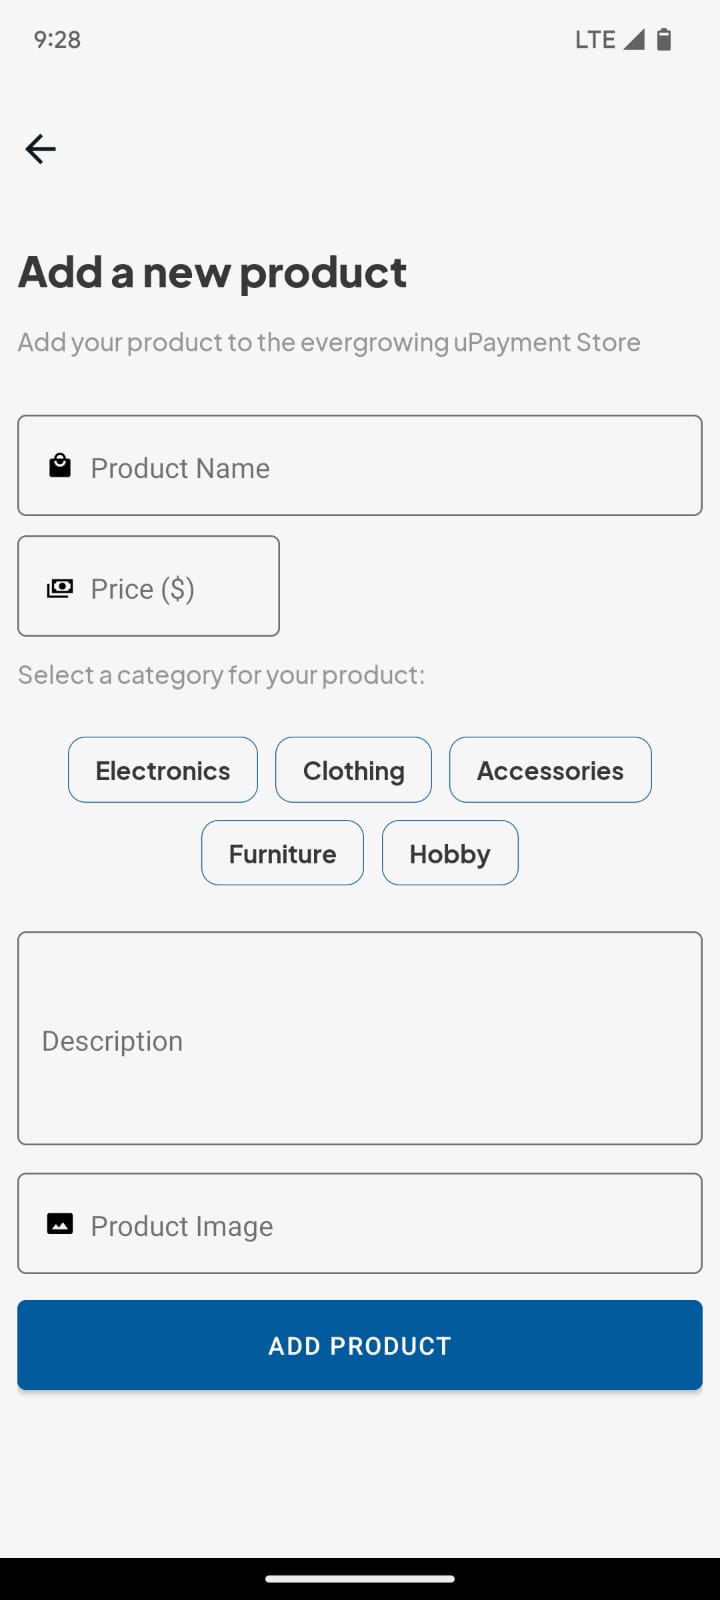 9:28 LTE
Add a new product
Add your product to the evergrowing uPayment Store
Product Name
Price ($)
Select a category for your product:
Electronics Clothing Accessories
Furniture Hobby
Description
Product Image
ADD PRODUCT